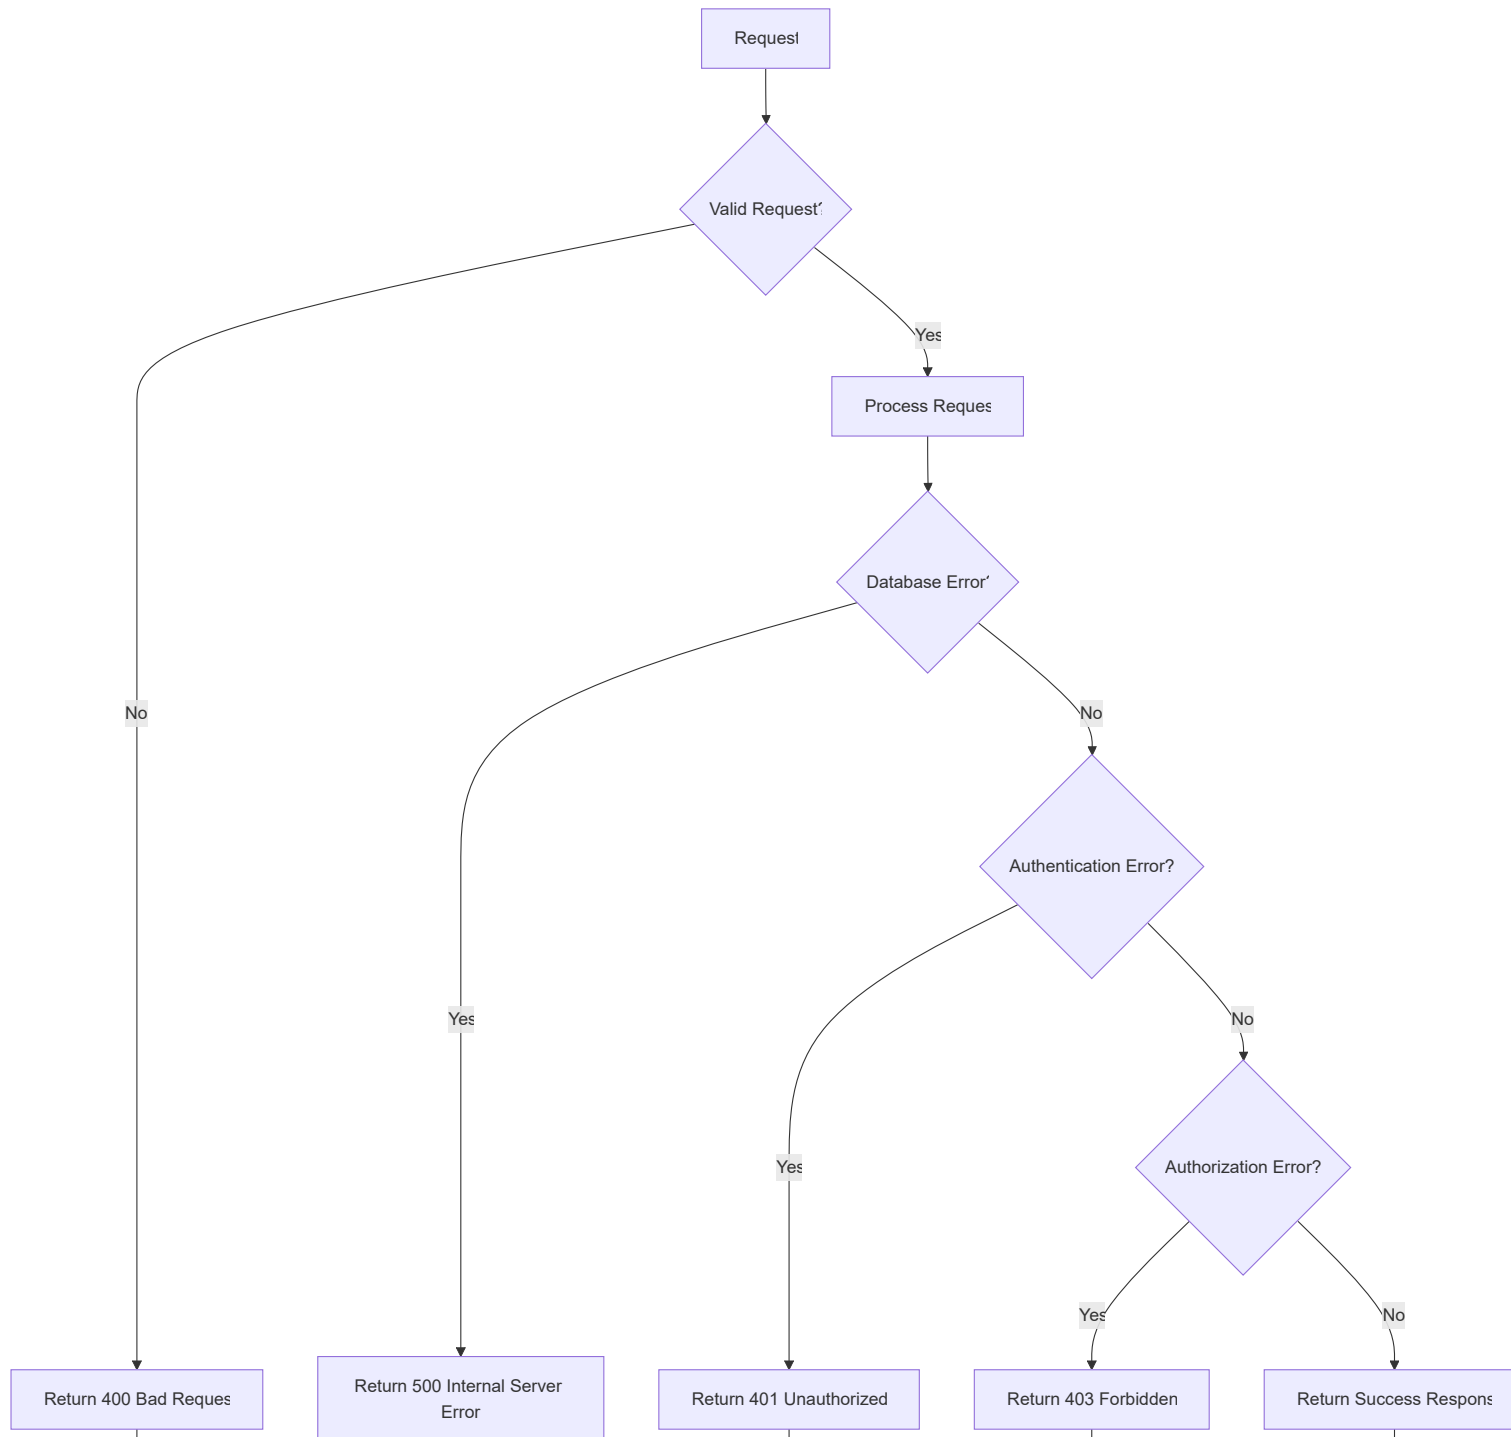 Request
Valid Request?
Yes
Process Reques
Database Error?
No
No
Authentication Error?
Yes
No
Yes
Authorization Error?
Yes
No
Return 400 Bad Reques
Return 500 Internal Server
Error
Return 401 Unauthorized
Return 403 Forbidden
Return Success Respons